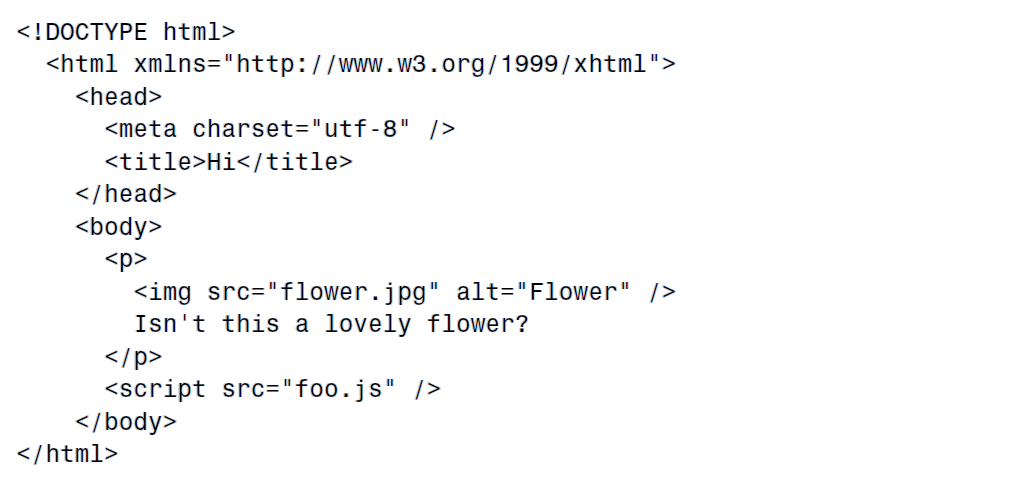 <!DOCTYPE html>
  <html xmlns="http://www.w3.org/1999/xhtml">
    <head>
      <meta charset="utf-8" />
      <title>Hi</title>
    </head>
    <body>
      <p>
        <img src="flower.jpg" alt="Flower" />
        Isn't this a lovely flower?
      </p>
      <script src="foo.js" />
    </body>
</html>